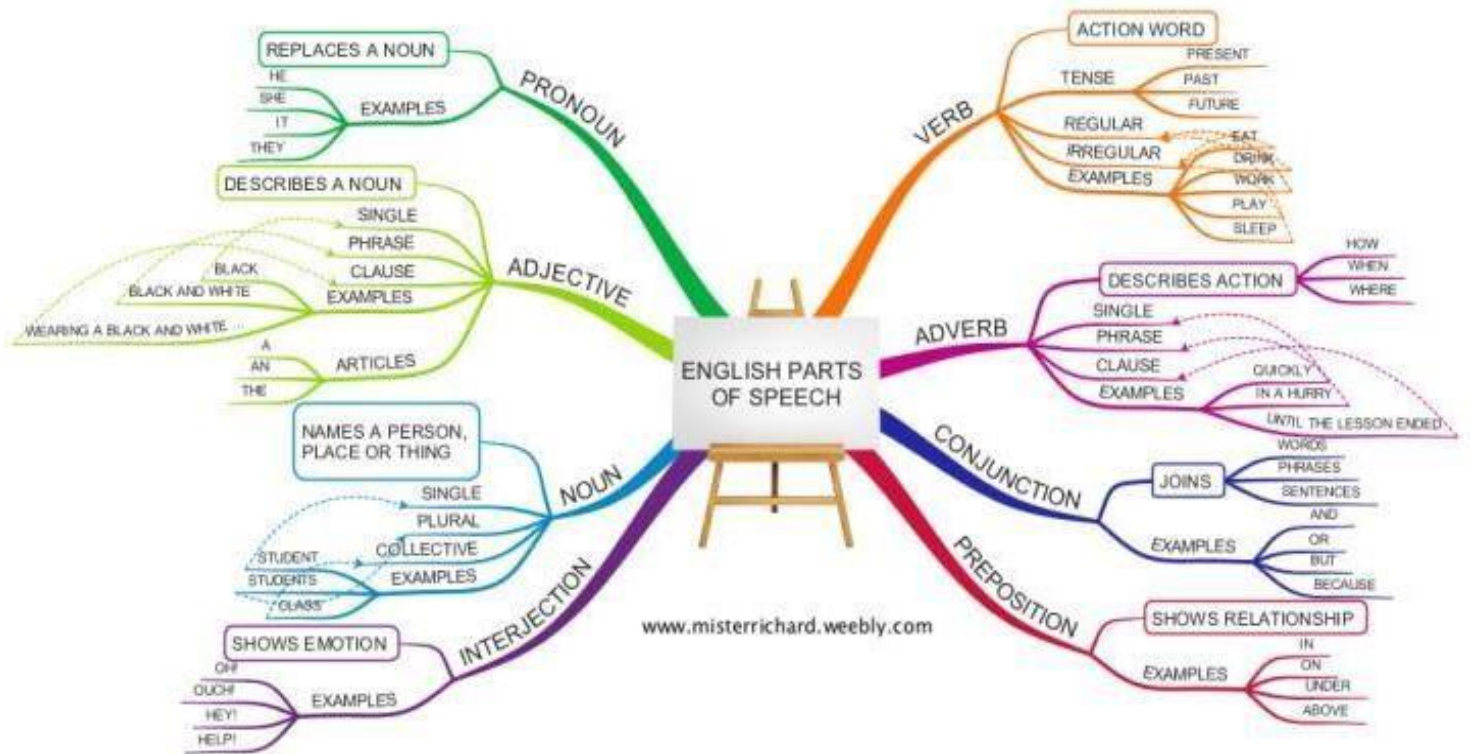 ENGLISH PARTS
OF SPEECH
PRONOUN
REPLACES A NOUN
EXAMPLES
HE
SHE
IT
THEY
ADJECTIVE
DESCRIBES A NOUN
SINGLE
PHRASE
CLAUSE
EXAMPLES
BLACK
BLACK AND WHITE
WEARING A BLACK AND WHITE ...
ARTICLES
A
AN
THE
NOUN
NAMES A PERSON,
PLACE OR THING
SINGLE
PLURAL
COLLECTIVE
EXAMPLES
STUDENT
STUDENTS
CLASS
INTERJECTION
SHOWS EMOTION
EXAMPLES
OH!
OUCH!
HEY!
HELP!
VERB
ACTION WORD
TENSE
PRESENT
PAST
FUTURE
REGULAR
IRREGULAR
EXAMPLES
EAT
DRINK
WORK
PLAY
SLEEP
ADVERB
DESCRIBES ACTION
HOW
WHEN
WHERE
SINGLE
PHRASE
CLAUSE
EXAMPLES
QUICKLY
IN A HURRY
UNTIL THE LESSON ENDED
CONJUNCTION
JOINS
WORDS
PHRASES
SENTENCES
EXAMPLES
AND
OR
BUT
BECAUSE
PREPOSITION
SHOWS RELATIONSHIP
EXAMPLES
IN
ON
UNDER
ABOVE
www.misterrichard.weebly.com